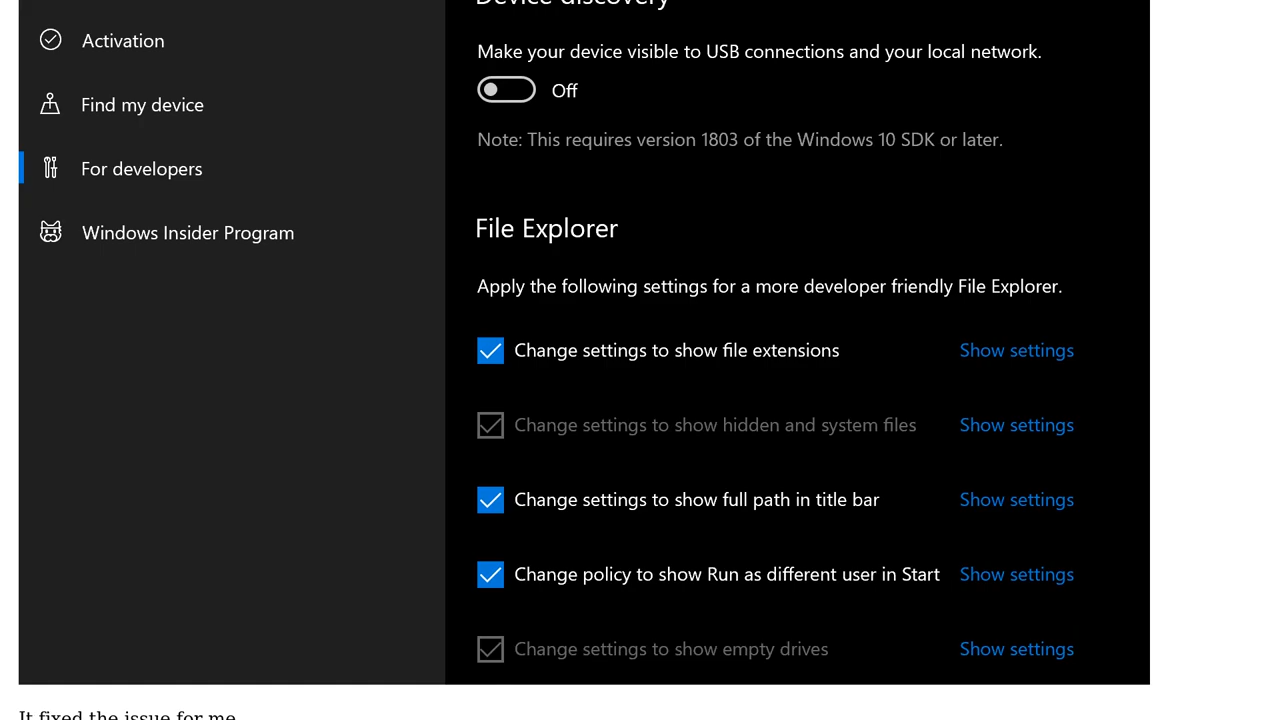 Device discovery
Activation
Make your device visible to USB connections and your local network.
Off
Find my device
Note: This requires version 1803 of the Windows 10 SDK or later.
For developers
Windows Insider Program
File Explorer
Apply the following settings for a more developer friendly File Explorer.
Change settings to show file extensions Show settings
Change settings to show hidden and system files Show settings
Change settings to show full path in title bar Show settings
Change policy to show Run as different user in Start Show settings
Change settings to show empty drives Show settings
It fixed the issue for me.